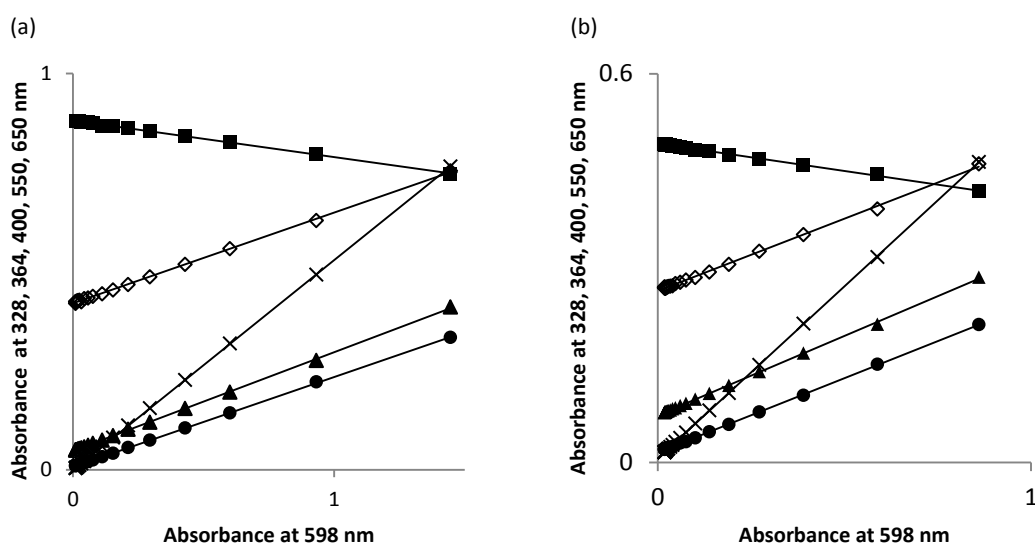 (a)
(b)
1
0
0
1
Absorbance at 328, 364, 400, 550, 650 nm
Absorbance at 598 nm
0.6
0
0
1
Absorbance at 328, 364, 400, 550, 650 nm
Absorbance at 598 nm